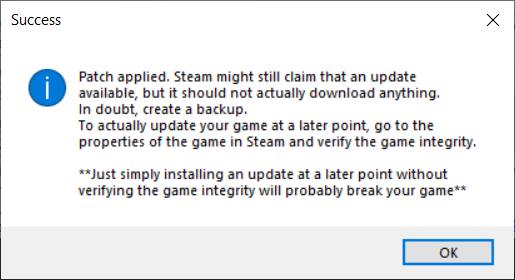 Success
Patch applied. Steam might still claim that an update
available, but it should not actually download anything.
In doubt, create a backup.
To actually update your game at a later point, go to the
properties of the game in Steam and verify the game integrity.
**Just simply installing an update at a later point without
verifying the game integrity will probably break your game**
OK